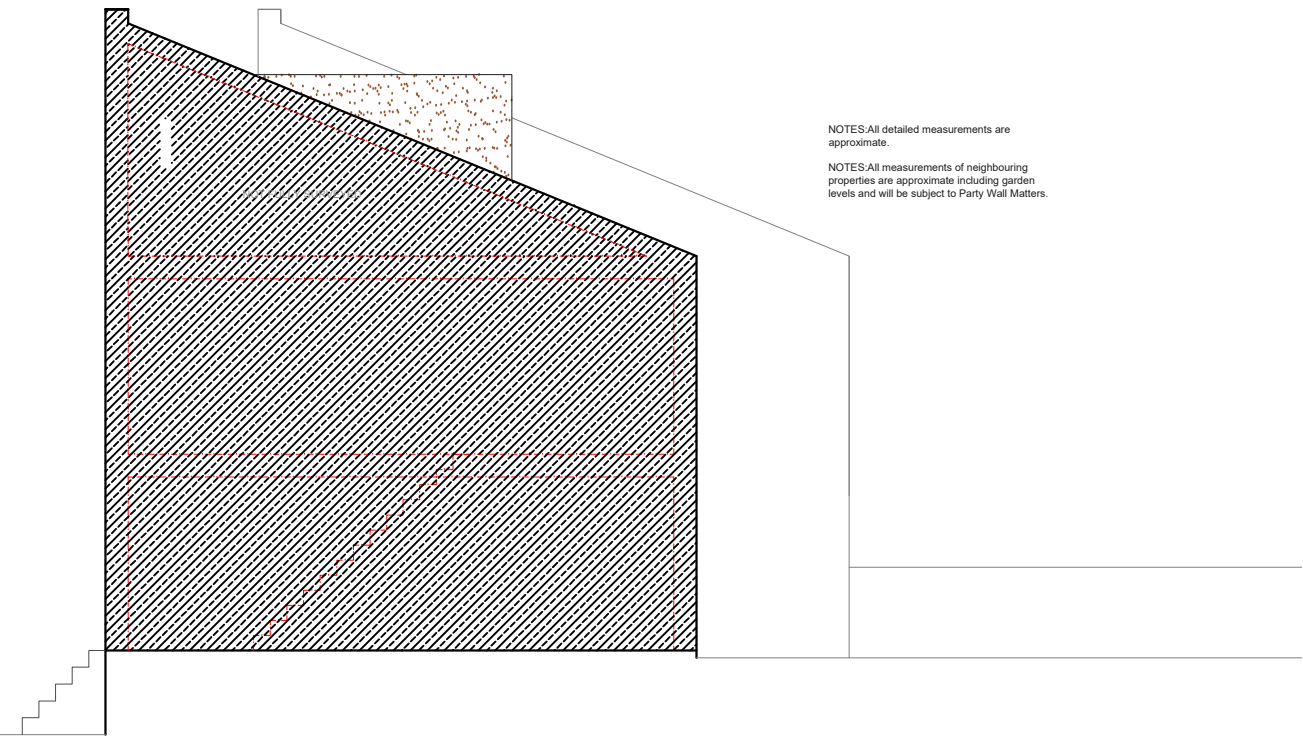 NOTES:All detailed measurements are
approximate.
NOTES:All measurements of neighbouring
properties are approximate including garden
levels and will be subject to Party Wall Matters.